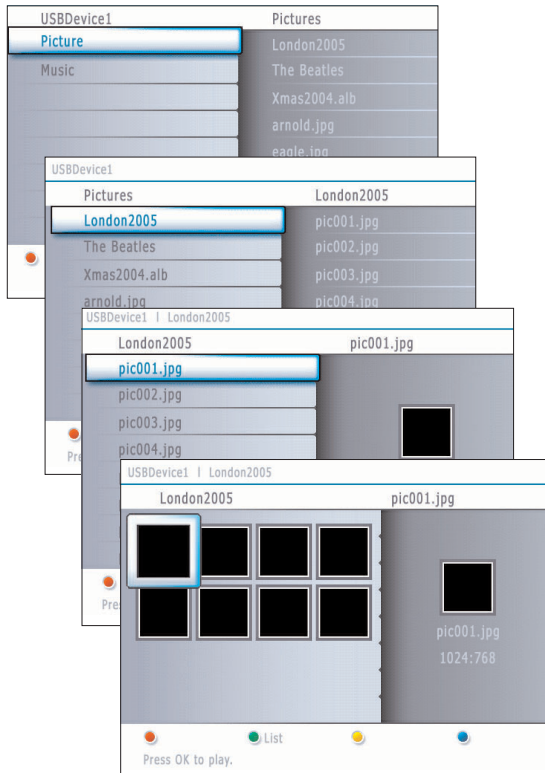 USBDevice1 Pictures
Picture London2005
Music The Beatles
Xmas2004.alb
arnold.jpg
eagle.jpg
USBDevice1
Pictures London2005
London2005 pic001.jpg
The Beatles pic002.jpg
Xmas2004.alb pic003.jpg
arnold.jpg pic004.jpg
Pre
USBDevice1 | London2005
London2005 pic001.jpg
pic001.jpg
pic002.jpg
pic003.jpg
pic004.jpg
Pre
USBDevice1 | London2005
London2005 pic001.jpg
pic001.jpg
1024:768
List
Press OK to play.